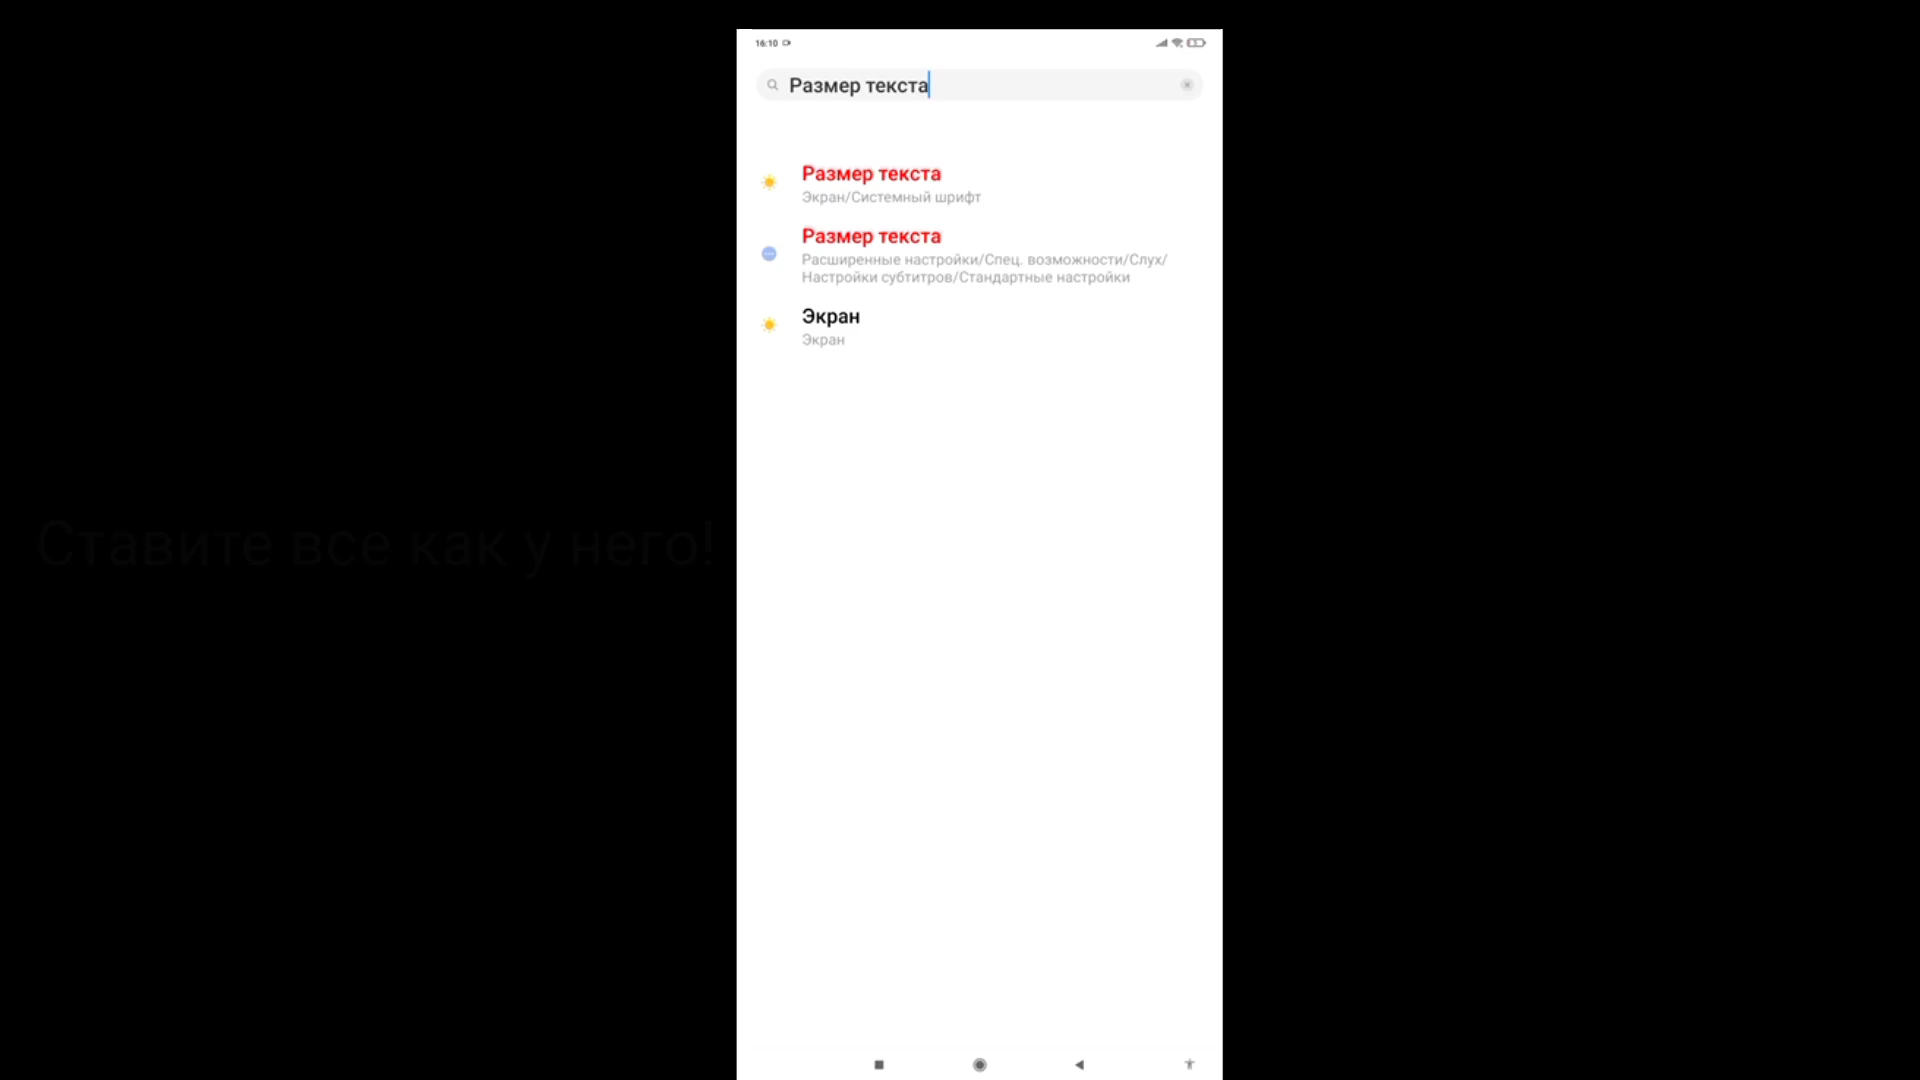 16:10
Размер текста
Размер текста
Экран/Системный шрифт
Размер текста
Расширенные настройки/Спец. возможности/Слух/
Настройки субтитров/Стандартные настройки
Экран
Экран
Ставите все как у него!